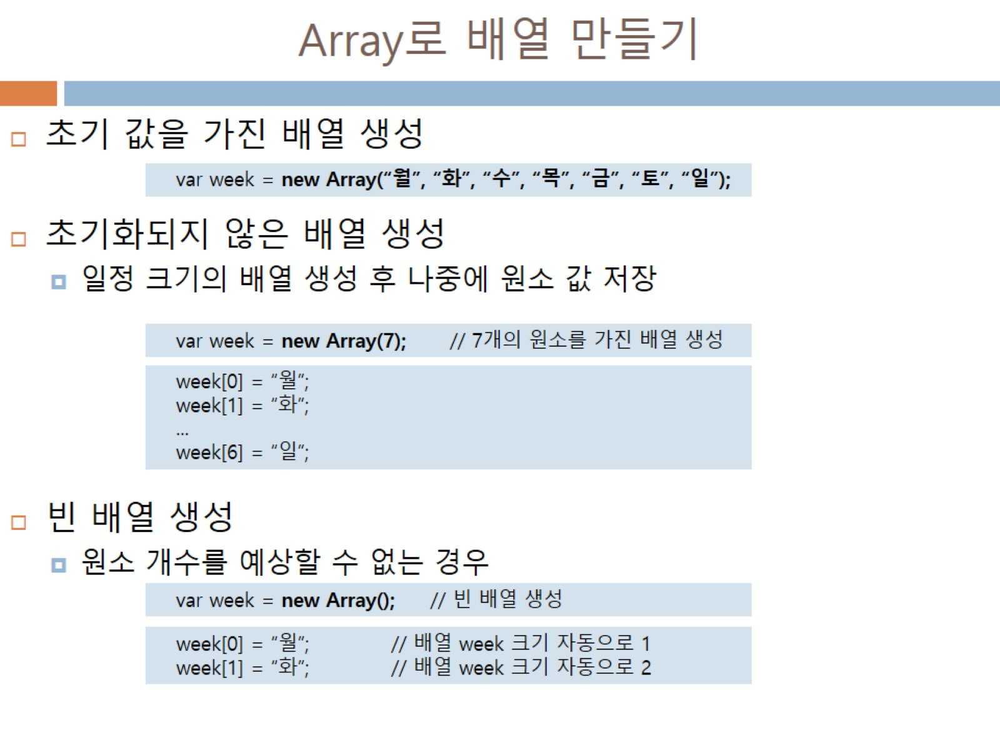 Array로 배열 만들기
초기 값을 가진 배열 생성
var week = new Array(“월”, “화”, “수”, “목”, “금”, “토”, “일”);
초기화되지 않은 배열 생성
일정 크기의 배열 생성 후 나중에 원소 값 저장
var week = new Array(7); // 7개의 원소를 가진 배열 생성
week[0] = “월”;
week[1] = “화”;
...
week[6] = “일”;
빈 배열 생성
원소 개수를 예상할 수 없는 경우
var week = new Array(); // 빈 배열 생성
week[0] = “월”; // 배열 week 크기 자동으로 1
week[1] = “화”; // 배열 week 크기 자동으로 2